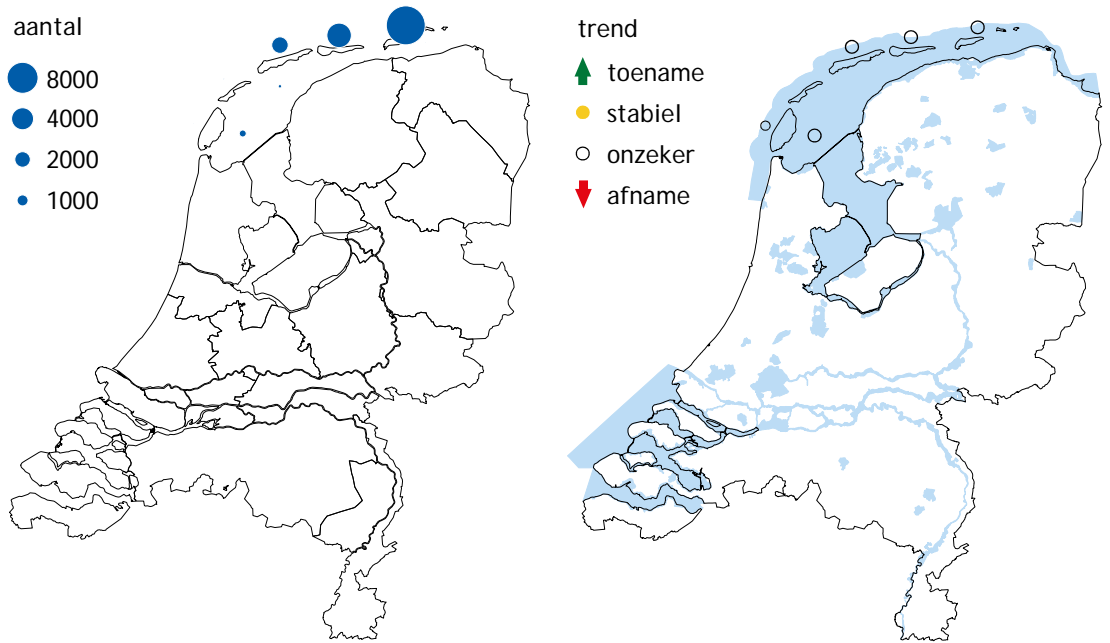 aantal
8000
4000
2000
1000
trend
toename
stabiel
onzeker
afname